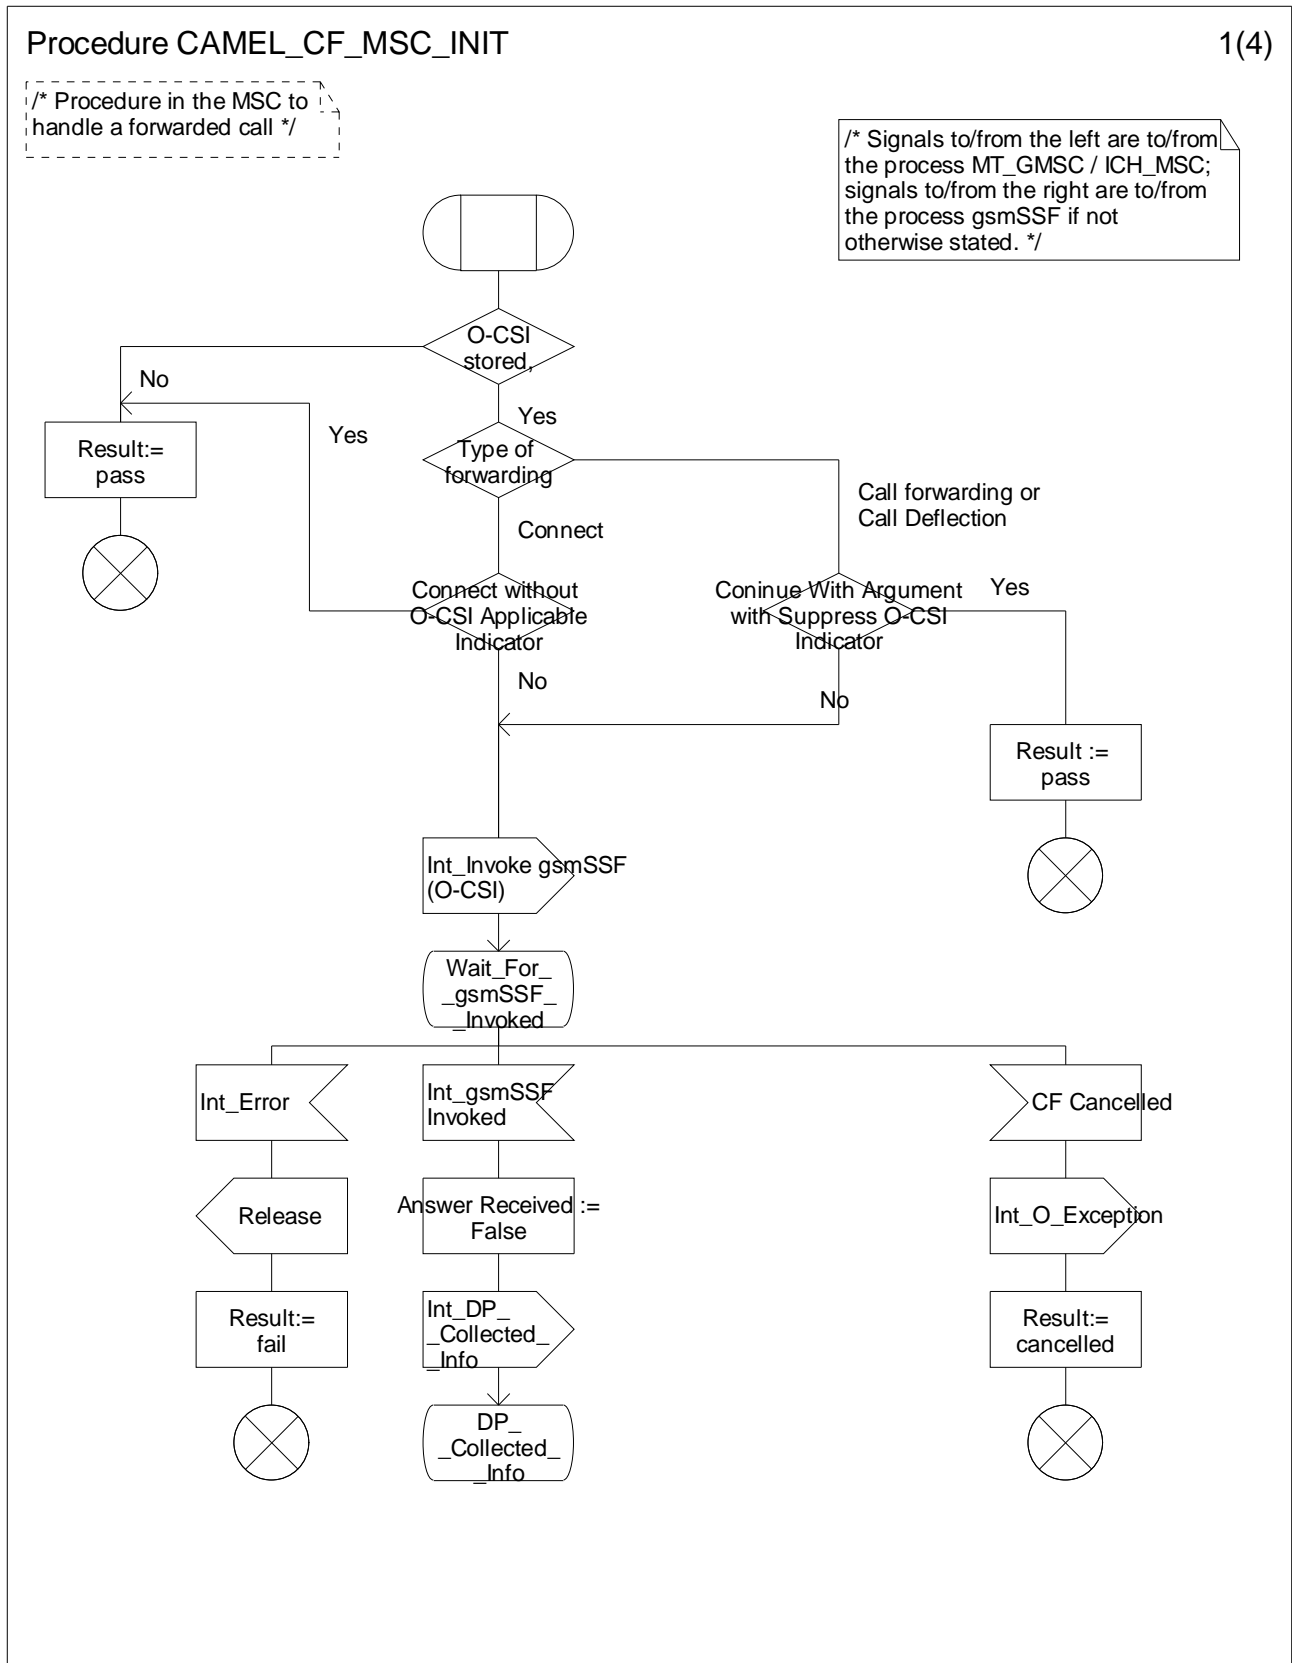 Procedure CAMEL_CF_MSC_INIT
1(4)
/* Procedure in the MSC to
handle a forwarded call */
/* Signals to/from the left are to/from
the process MT_GMSC / ICH_MSC;
signals to/from the right are to/from
the process gsmSSF if not
otherwise stated. */
O-CSI
stored,
No
Yes
Result:=
pass
Yes
Type of
forwarding
Call forwarding or
Call Deflection
Connect
Connect without
O-CSI Applicable
Indicator
Coninue With Argument
with Suppress O-CSI
Indicator
Yes
No
No
Result :=
pass
Int_Invoke gsmSSF
(O-CSI)
Wait_For_
_gsmSSF_
_Invoked
Int_Error
Int_gsmSSF
Invoked
CF Cancelled
Release
Answer Received :=
False
Int_O_Exception
Result:=
fail
Int_DP_
_Collected_
_Info
Result:=
cancelled
DP_
_Collected_
_Info